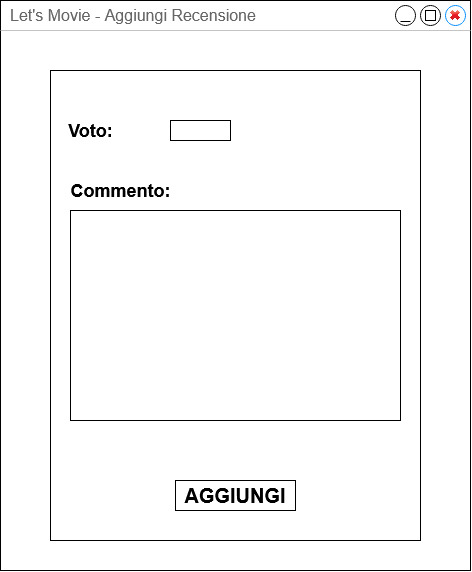 Let's Movie - Aggiungi Recensione
Voto:
Commento:
AGGIUNGI